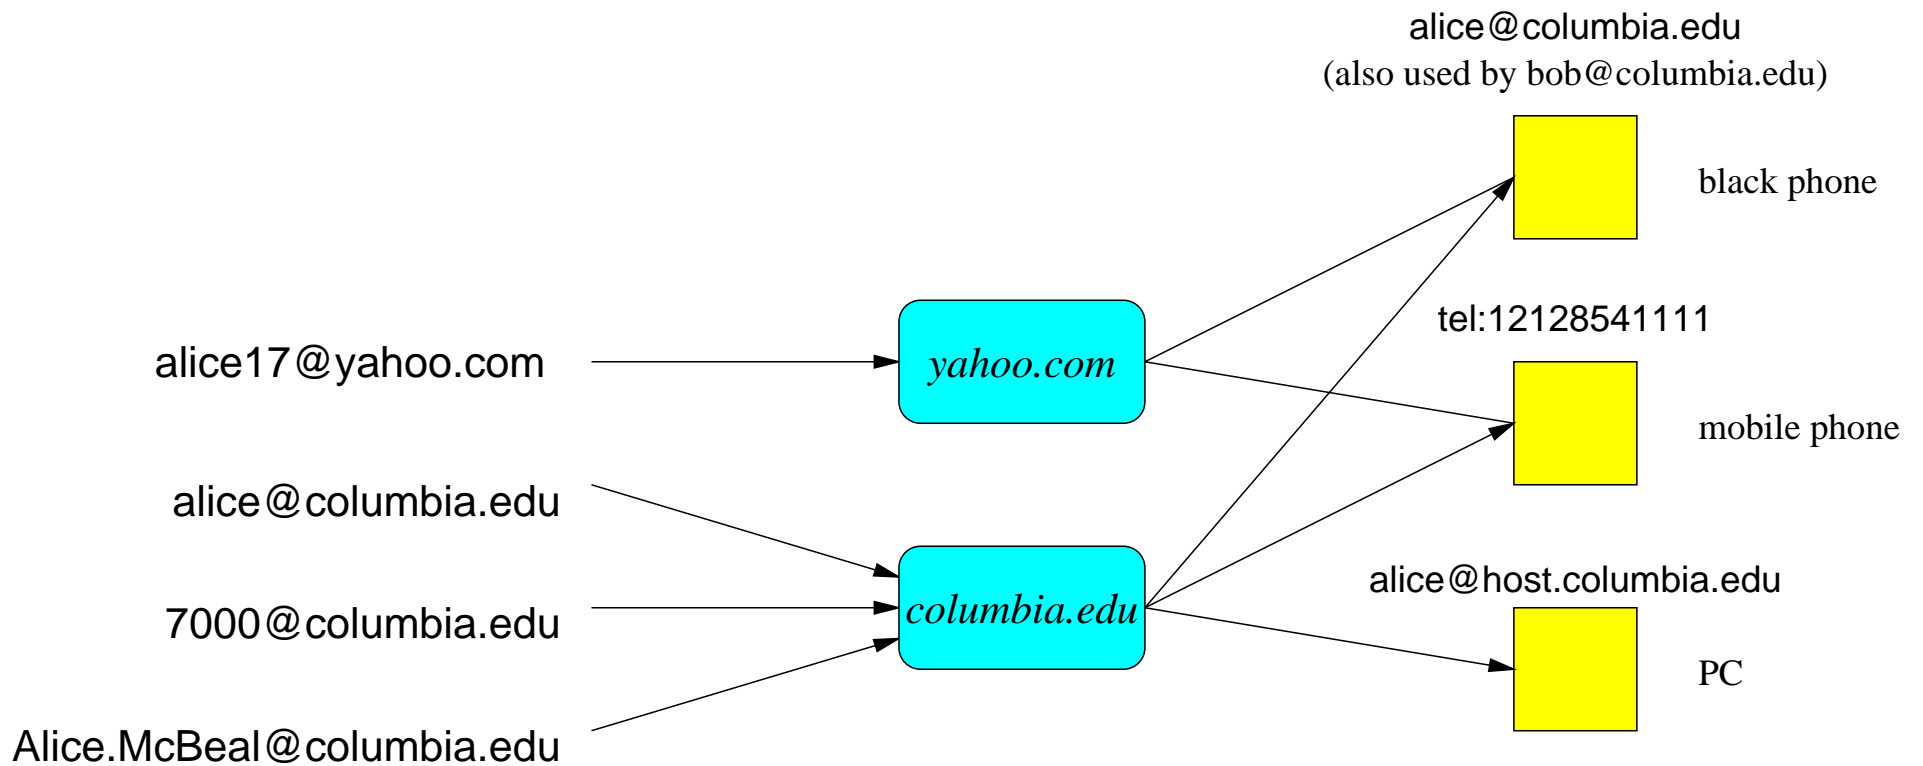 alice@columbia.edu
(also used by bob@columbia.edu)
black phone
tel:12128541111
alice17@yahoo.com
yahoo.com
mobile phone
alice@columbia.edu
alice@host.columbia.edu
7000@columbia.edu
columbia.edu
PC
Alice.McBeal@columbia.edu